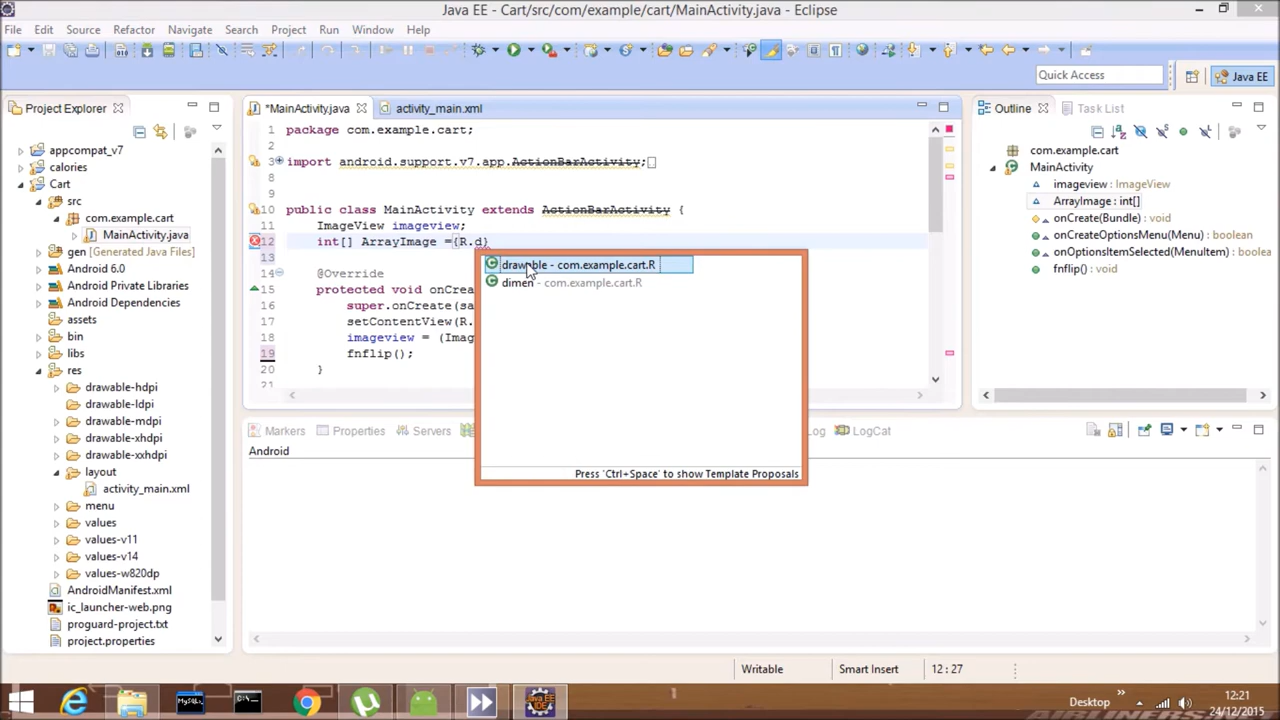 Java EE - Cart/src/com/example/cart/MainActivity.java - Eclipse
File Edit Source Refactor Navigate Search Project Run Window Help
Quick Access
Java EE
Project Explorer
*MainActivity.java
activity_main.xml
Outline
Task List
appcompat_v7
calories
Cart
src
com.example.cart
MainActivity.java
gen [Generated Java Files]
Android 6.0
Android Private Libraries
Android Dependencies
assets
bin
libs
res
drawable-hdpi
drawable-ldpi
drawable-mdpi
drawable-xhdpi
drawable-xxhdpi
layout
activity_main.xml
menu
values
values-v11
values-v14
values-w820dp
AndroidManifest.xml
ic_launcher-web.png
proguard-project.txt
project.properties
1 package com.example.cart;
2
3 import android.support.v7.app.ActionBarActivity;
8
9
10 public class MainActivity extends ActionBarActivity {
11 ImageView imageview;
12 int[] ArrayImage ={R.d}
13
14 @Override
15 protected void onCrea
16 super.onCreate(sa
17 setContentView(R.
18 imageview = (Imag
19 fnflip();
20 }
21
drawable - com.example.cart.R
dimen - com.example.cart.R
Press 'Ctrl+Space' to show Template Proposals
com.example.cart
MainActivity
imageview : ImageView
ArrayImage : int[]
onCreate(Bundle) : void
onCreateOptionsMenu(Menu) : boolean
onOptionsItemSelected(MenuItem) : boolean
fnflip() : void
Markers Properties Servers
og LogCat
Android
Writable Smart Insert 12 : 27
MySQL
Java EE IDE
Desktop
12:21
24/12/2015